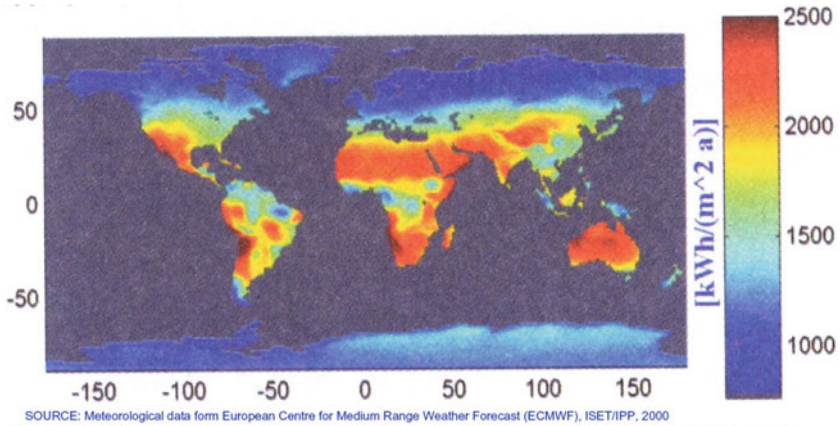 2500
50
2000
0
1500
-50
1000
-150 -100 -50 0 50 100 150
[kWh/(m^2 a)]
SOURCE: Meteorological data form European Centre for Medium Range Weather Forecast (ECMWF), ISET/IPP, 2000